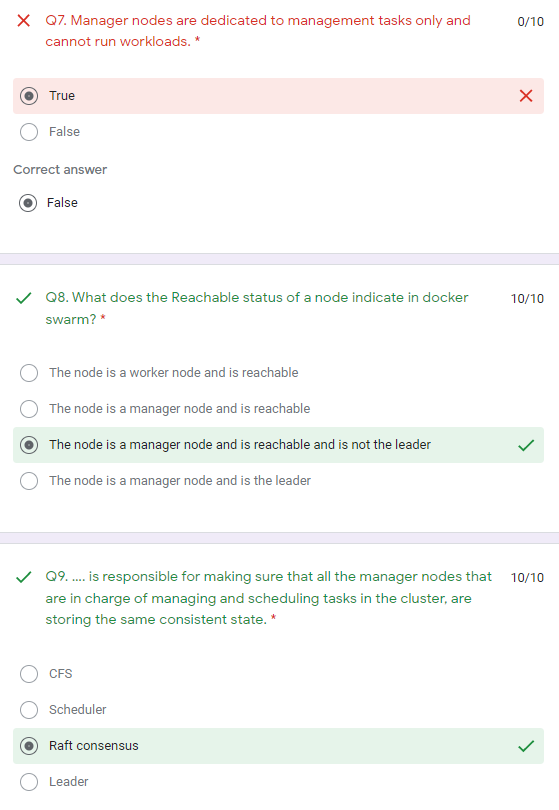 Q7. Manager nodes are dedicated to management tasks only and
0/10
cannot run workloads. *
True
False
Correct answer
False
Q8. What does the Reachable status of a node indicate in docker
10/10
swarm? *
The node is a worker node and is reachable
The node is a manager node and is reachable
The node is a manager node and is reachable and is not the leader
The node is a manager node and is the leader
Q9. .... is responsible for making sure that all the manager nodes that
10/10
are in charge of managing and scheduling tasks in the cluster, are
storing the same consistent state. *
CFS
Scheduler
Raft consensus
Leader